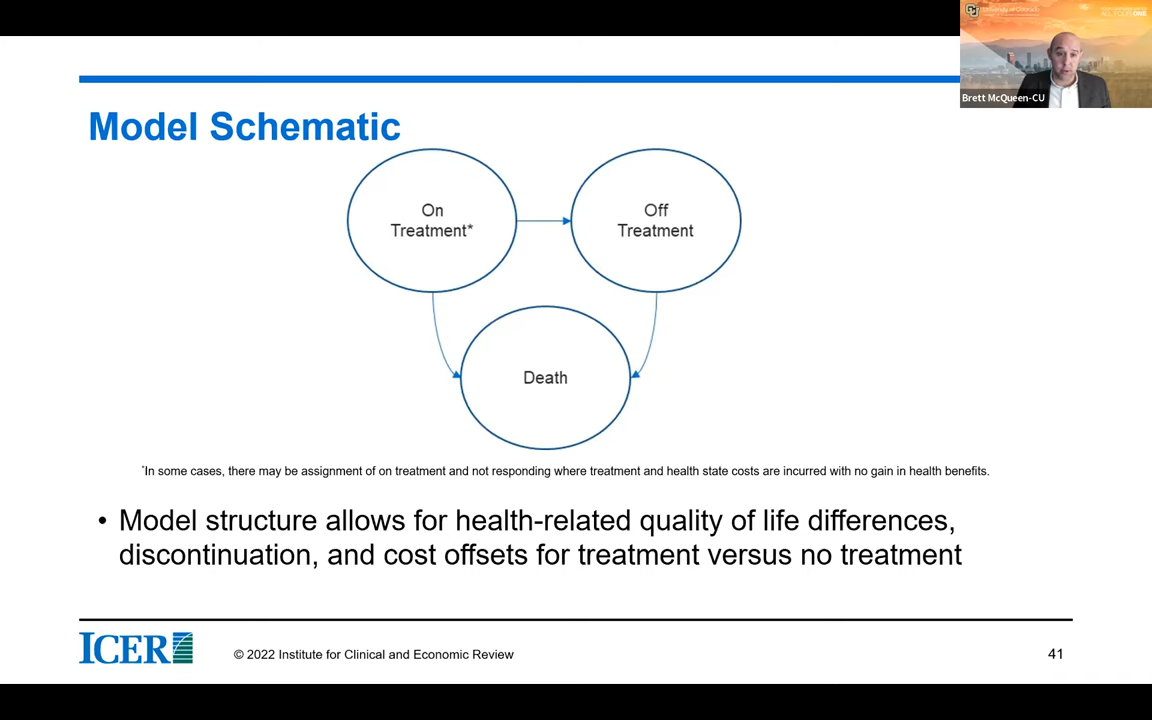 Brett McQueen-CU
Model Schematic
On
Treatment*
Off
Treatment
Death
*In some cases, there may be assignment of on treatment and not responding where treatment and health state costs are incurred with no gain in health benefits.
• Model structure allows for health-related quality of life differences,
discontinuation, and cost offsets for treatment versus no treatment
ICER
© 2022 Institute for Clinical and Economic Review
41